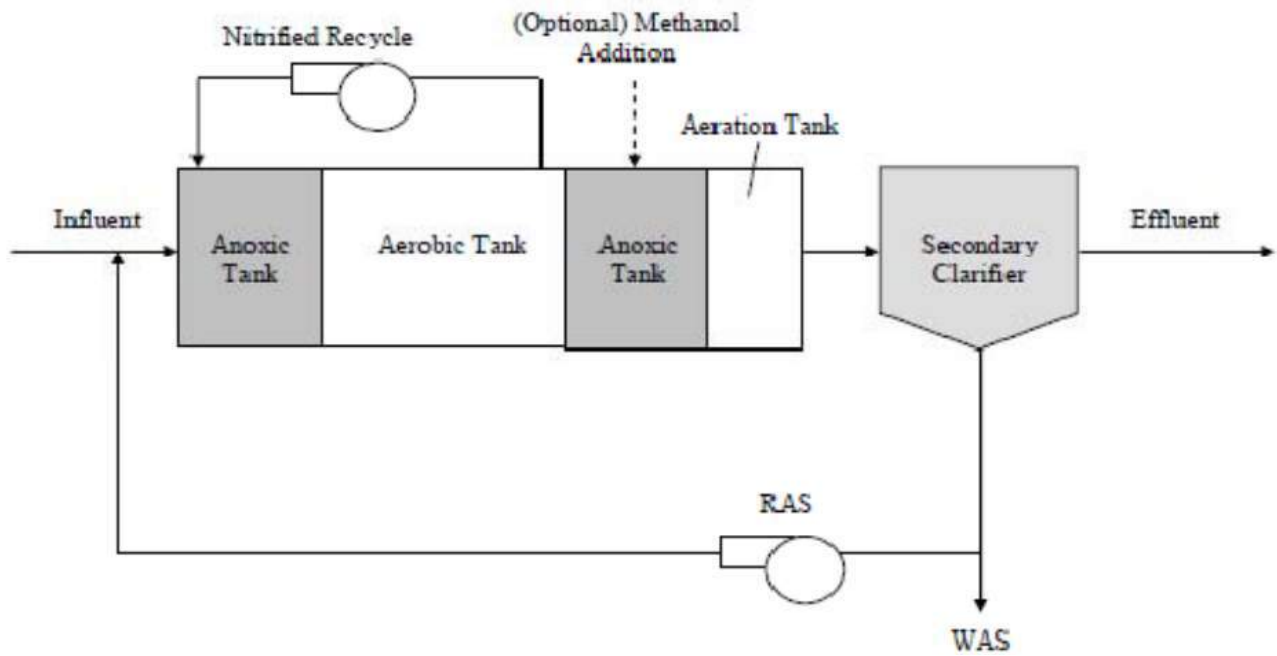 (Optional) Methanol
Addition
Nitrified Recycle
Aeration Tank
Influent
Anoxic
Tank
Aerobic Tank
Anoxic
Tank
Secondary
Clarifier
Effluent
RAS
WAS